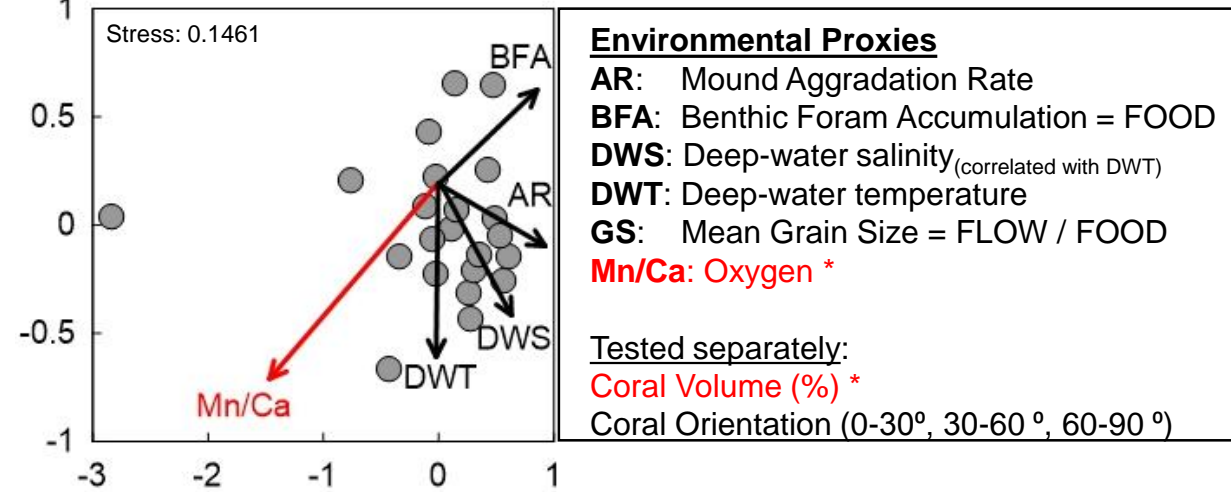 1
0.5
0
-0.5
-1
-3
-2
-1
0
1
Stress: 0.1461
BFA
AR
DWS
DWT
Mn/Ca
Environmental Proxies
AR: Mound Aggradation Rate
BFA: Benthic Foram Accumulation = FOOD
DWS: Deep-water salinity(correlated with DWT)
DWT: Deep-water temperature
GS: Mean Grain Size = FLOW / FOOD
Mn/Ca: Oxygen *
Tested separately:
Coral Volume (%) *
Coral Orientation (0-30º, 30-60 º, 60-90 º)